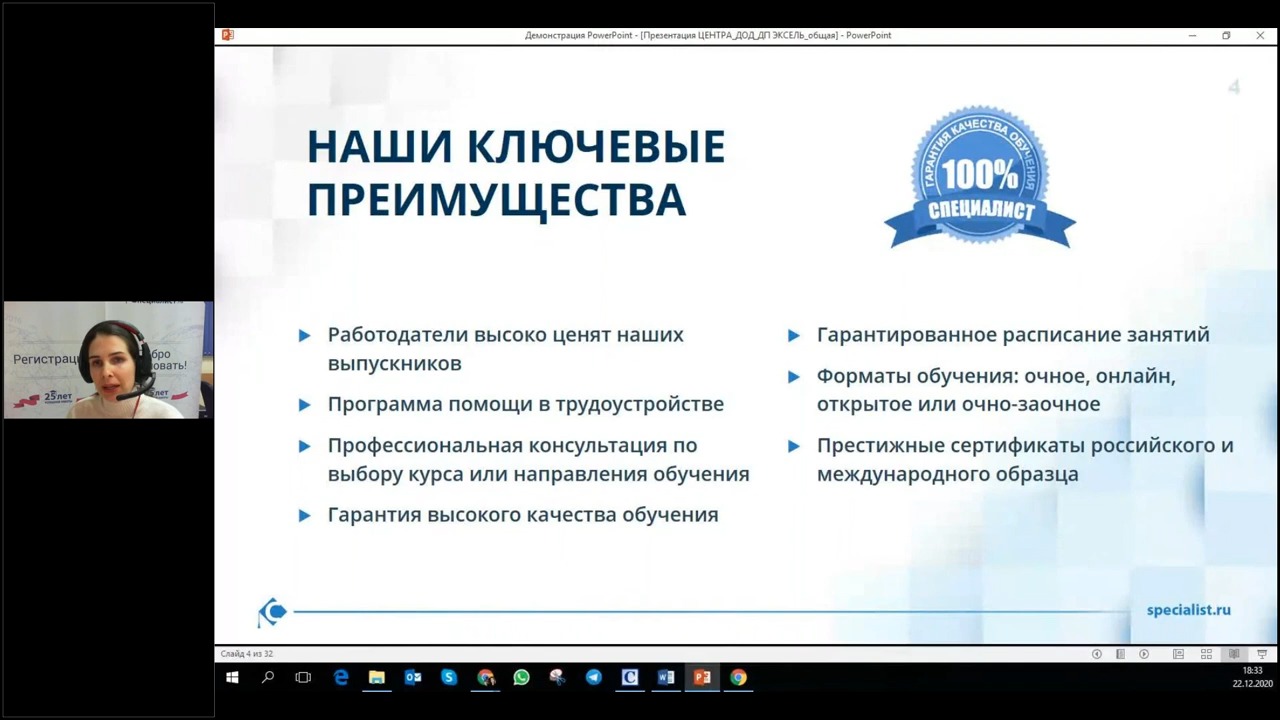 Демонстрация PowerPoint - [Презентация ЦЕНТРА_ДОД_ДП ЭКСЕЛЬ_общая] - PowerPoint
4
НАШИ КЛЮЧЕВЫЕ
ПРЕИМУЩЕСТВА
ГАРАНТИЯ КАЧЕСТВА ОБУЧЕНИЯ
100%
СПЕЦИАЛИСТ
Работодатели высоко ценят наших
выпускников
Программа помощи в трудоустройстве
Профессиональная консультация по
выбору курса или направления обучения
Гарантия высокого качества обучения
Гарантированное расписание занятий
Форматы обучения: очное, онлайн,
открытое или очно-заочное
Престижные сертификаты российского и
международного образца
specialist.ru
25 лет
Слайд 4 из 32
18:33
22.12.2020